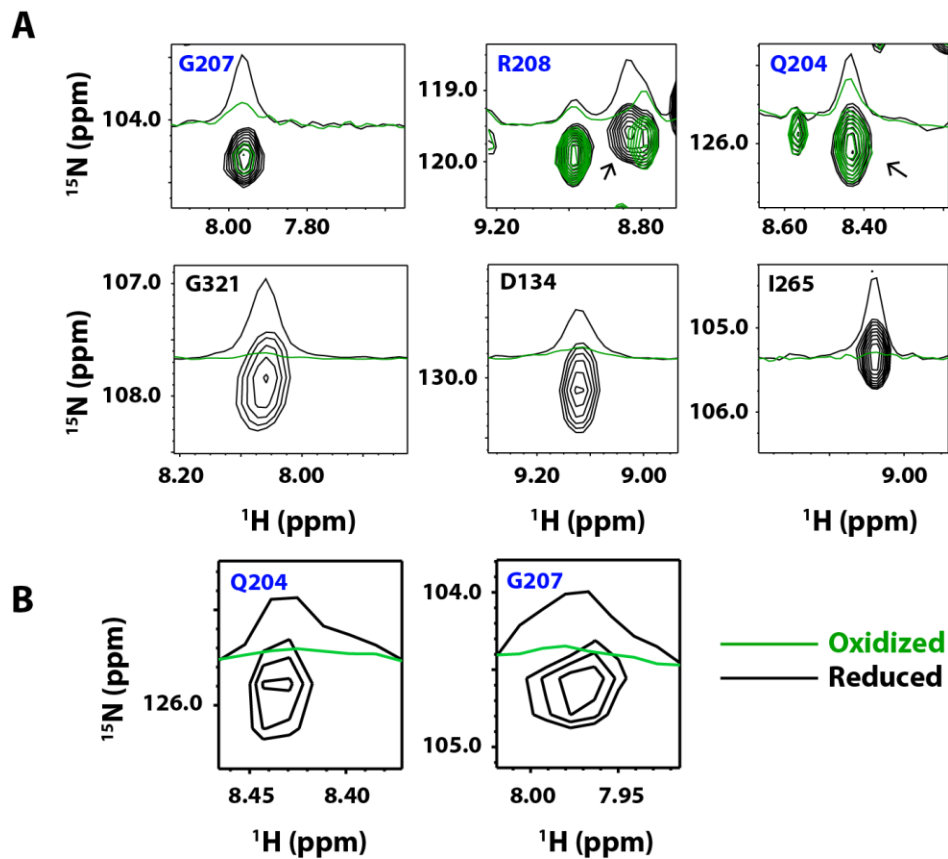 A
G207
R208
Q204
¹⁵N (ppm)
104.0
119.0
120.0
126.0
8.00 7.80
9.20 8.80
8.60 8.40
G321
D134
I265
¹⁵N (ppm)
107.0
108.0
130.0
105.0
106.0
8.20 8.00
9.20 9.00
9.00
¹H (ppm)
¹H (ppm)
¹H (ppm)
B
Q204
G207
¹⁵N (ppm)
126.0
104.0
105.0
8.45 8.40
8.00 7.95
¹H (ppm)
¹H (ppm)
Oxidized
Reduced